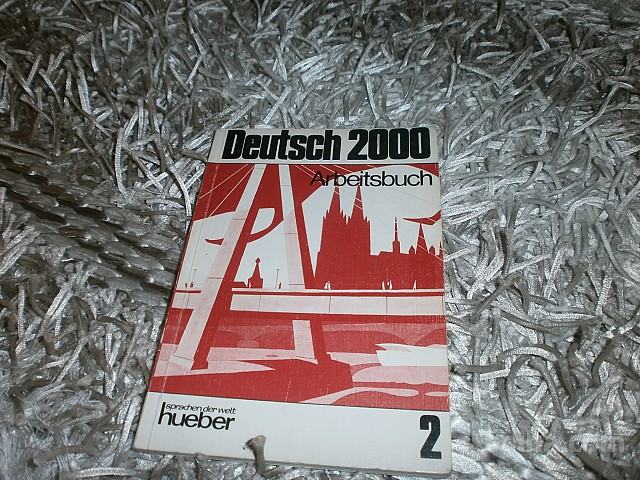 Deutsch 2000
Arbeitsbuch
sprachen der welt
hueber
2